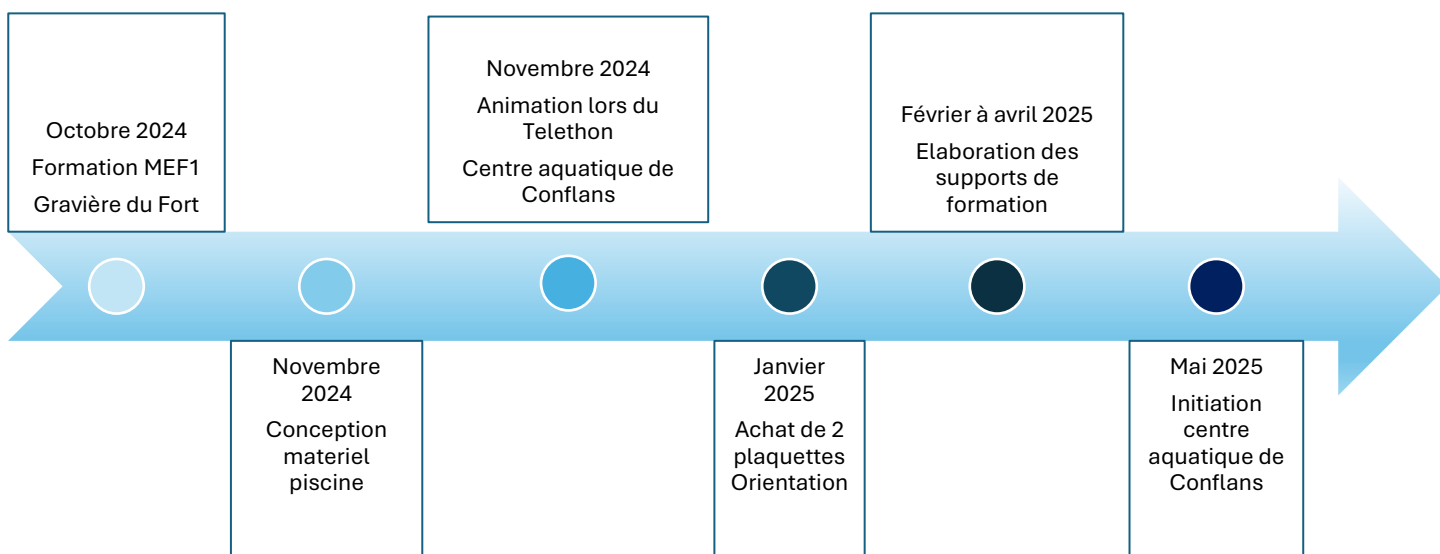 Octobre 2024
Formation MEF1
Gravière du Fort
Novembre
2024
Conception
materiel
piscine
Novembre 2024
Animation lors du
Telethon
Centre aquatique de
Conflans
Janvier
2025
Achat de 2
plaquettes
Orientation
Février à avril 2025
Elaboration des
supports de
formation
Mai 2025
Initiation
centre
aquatique de
Conflans